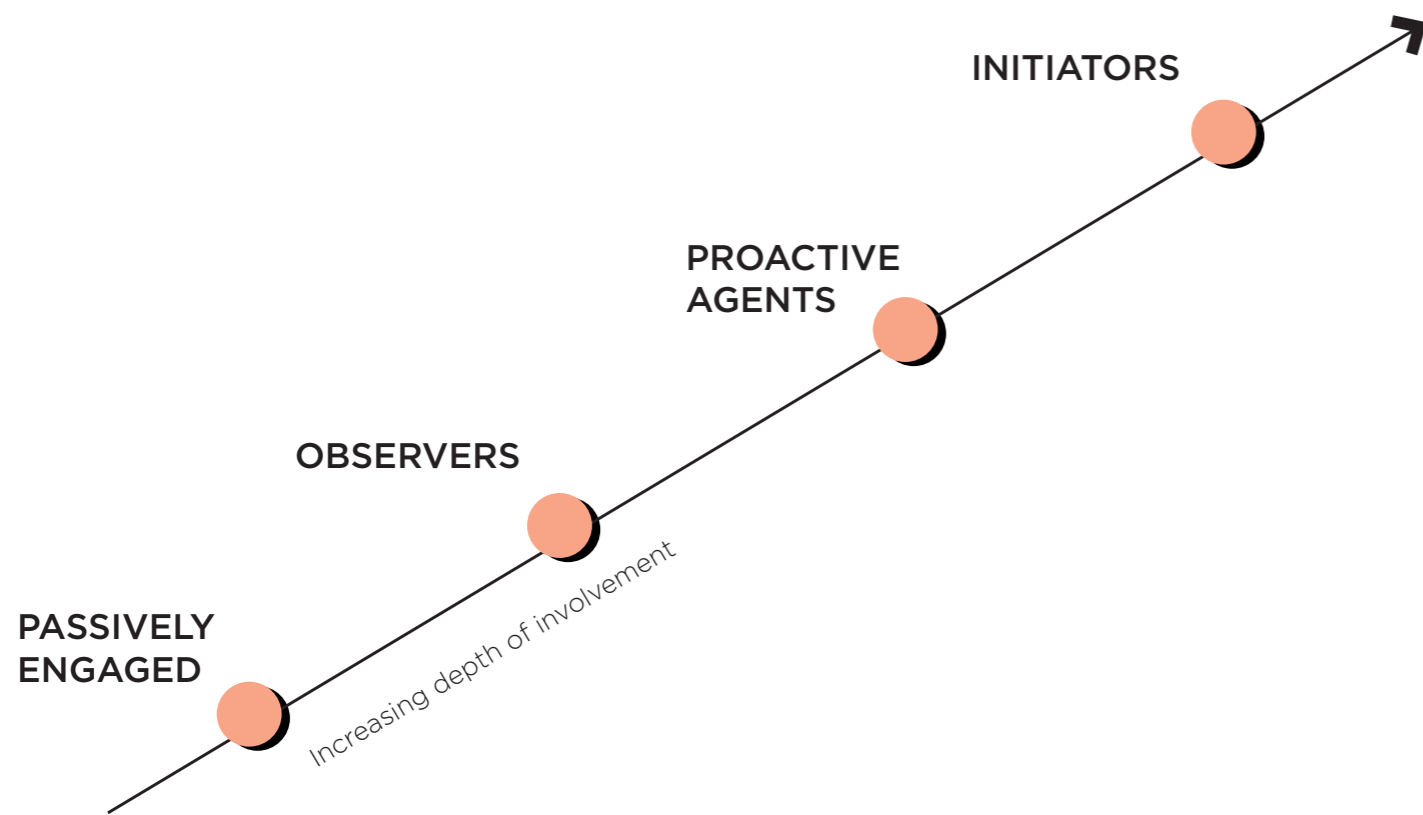 INITIATORS
PROACTIVE
AGENTS
OBSERVERS
Increasing depth of involvement
PASSIVELY
ENGAGED